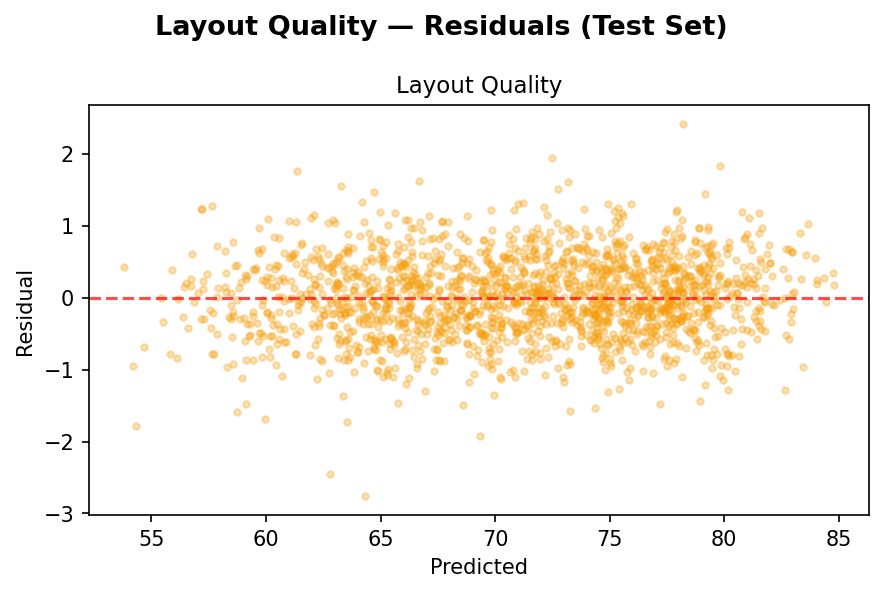 Layout Quality — Residuals (Test Set)
Layout Quality
Residual
2
1
0
−1
−2
−3
55 60 65 70 75 80 85
Predicted